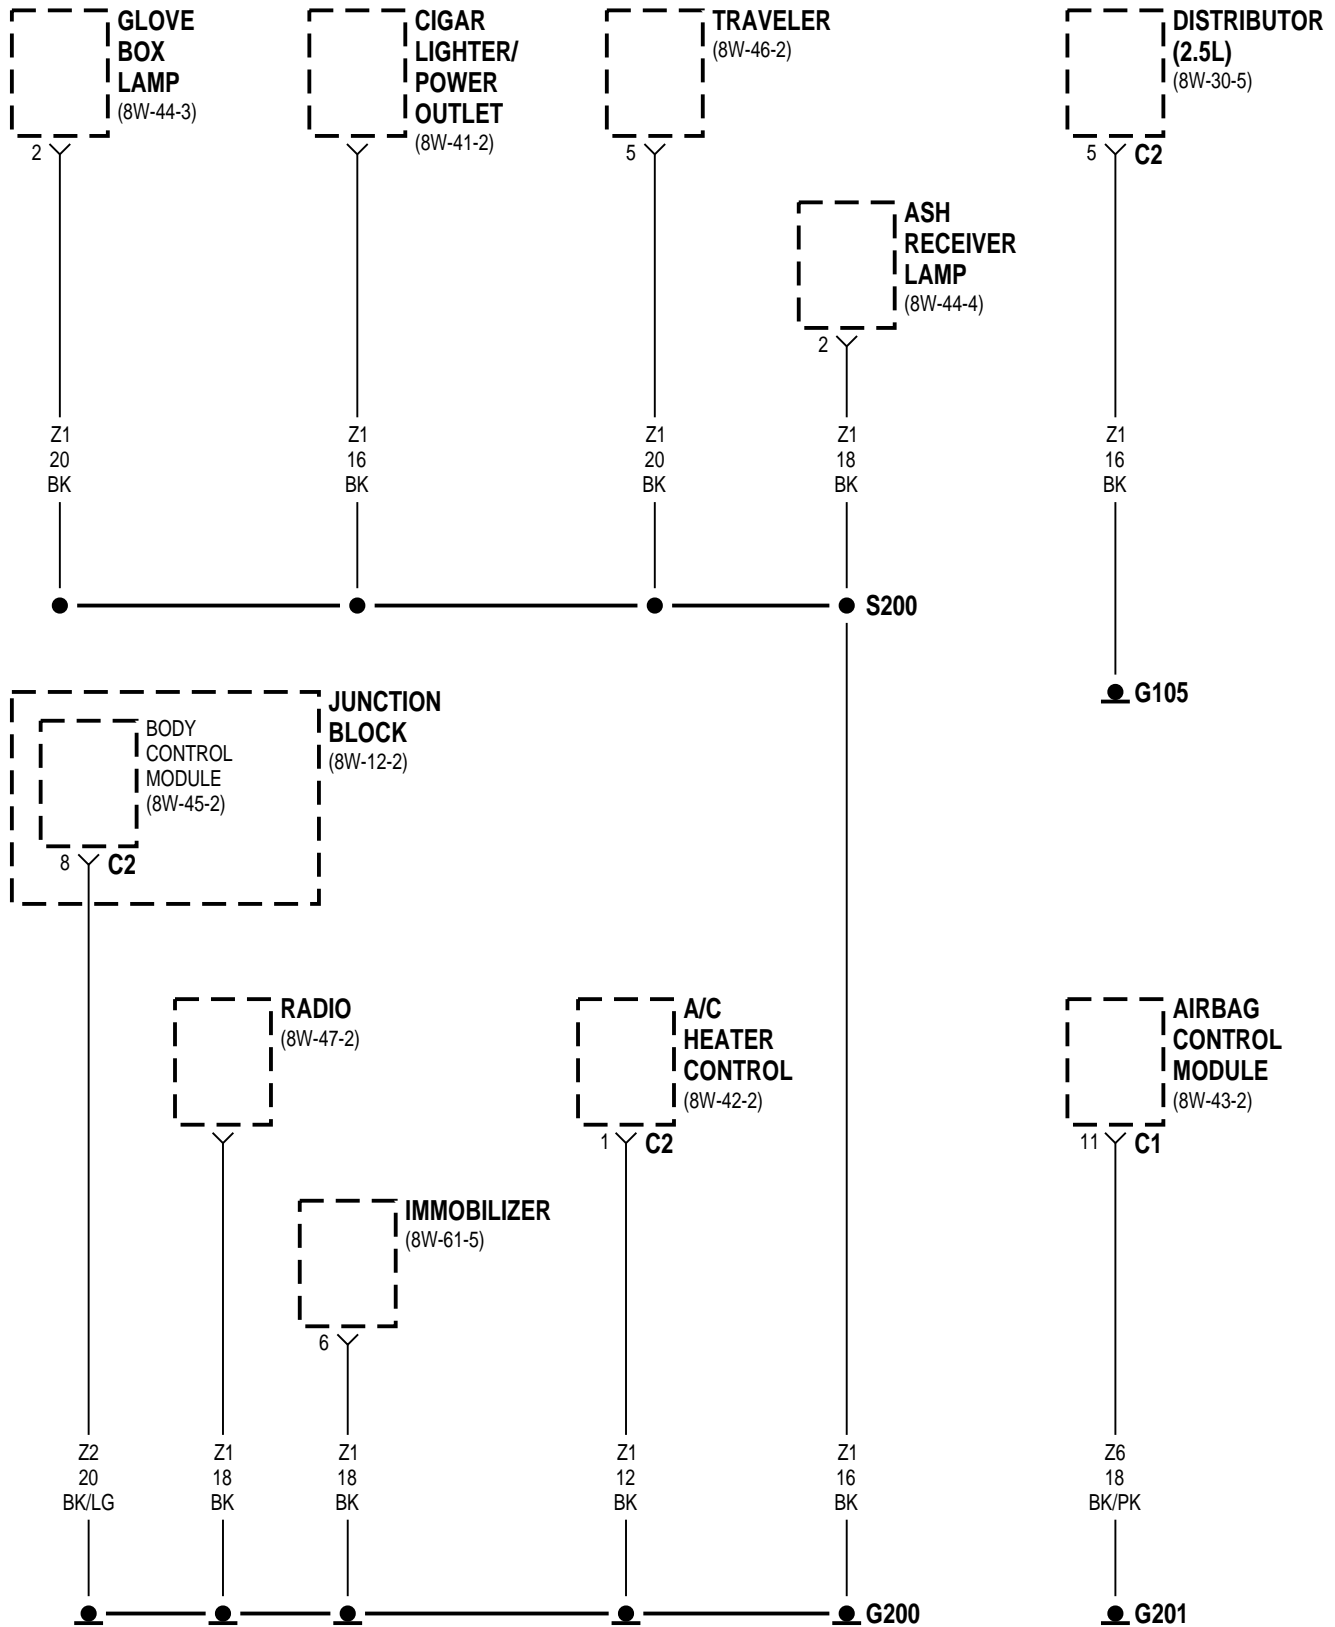 GLOVE
BOX
LAMP
(8W-44-3)
2
CIGAR
LIGHTER/
POWER
OUTLET
(8W-41-2)
TRAVELER
(8W-46-2)
5
DISTRIBUTOR
(2.5L)
(8W-30-5)
5 C2
ASH
RECEIVER
LAMP
(8W-44-4)
2
Z1
20
BK
Z1
16
BK
Z1
20
BK
Z1
18
BK
Z1
16
BK
S200
G105
JUNCTION
BLOCK
(8W-12-2)
BODY
CONTROL
MODULE
(8W-45-2)
8 C2
RADIO
(8W-47-2)
A/C
HEATER
CONTROL
(8W-42-2)
1 C2
AIRBAG
CONTROL
MODULE
(8W-43-2)
11 C1
IMMOBILIZER
(8W-61-5)
6
Z2
20
BK/LG
Z1
18
BK
Z1
18
BK
Z1
12
BK
Z1
16
BK
Z6
18
BK/PK
G200
G201